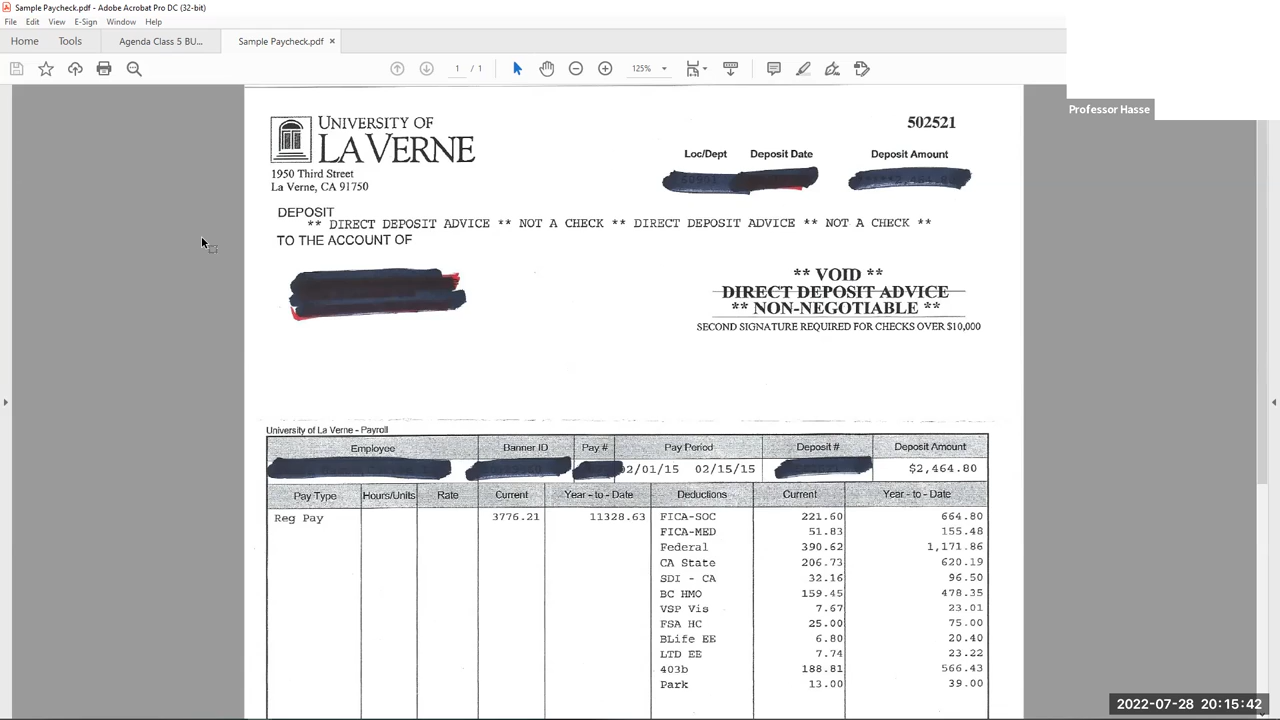 Sample Paycheck.pdf - Adobe Acrobat Pro DC (32-bit)
File Edit View E-Sign Window Help
Home Tools Agenda Class 5 BU... Sample Paycheck.pdf ×
1 / 1 125%
Professor Hasse
UNIVERSITY OF
LA VERNE
1950 Third Street
La Verne, CA 91750
502521
Loc/Dept Deposit Date Deposit Amount
DEPOSIT
** DIRECT DEPOSIT ADVICE ** NOT A CHECK ** DIRECT DEPOSIT ADVICE ** NOT A CHECK **
TO THE ACCOUNT OF
** VOID **
DIRECT DEPOSIT ADVICE
** NON-NEGOTIABLE **
SECOND SIGNATURE REQUIRED FOR CHECKS OVER $10,000
University of La Verne - Payroll
Employee Banner ID Pay # Pay Period Deposit # Deposit Amount
02/01/15 02/15/15 $2,464.80
Pay Type Hours/Units Rate Current Year - to - Date Deductions Current Year - to - Date
Reg Pay 3776.21 11328.63 FICA-SOC 221.60 664.80
FICA-MED 51.83 155.48
Federal 390.62 1,171.86
CA State 206.73 620.19
SDI - CA 32.16 96.50
BC HMO 159.45 478.35
VSP Vis 7.67 23.01
FSA HC 25.00 75.00
BLife EE 6.80 20.40
LTD EE 7.74 23.22
403b 188.81 566.43
Park 13.00 39.00
2022-07-28 20:15:42